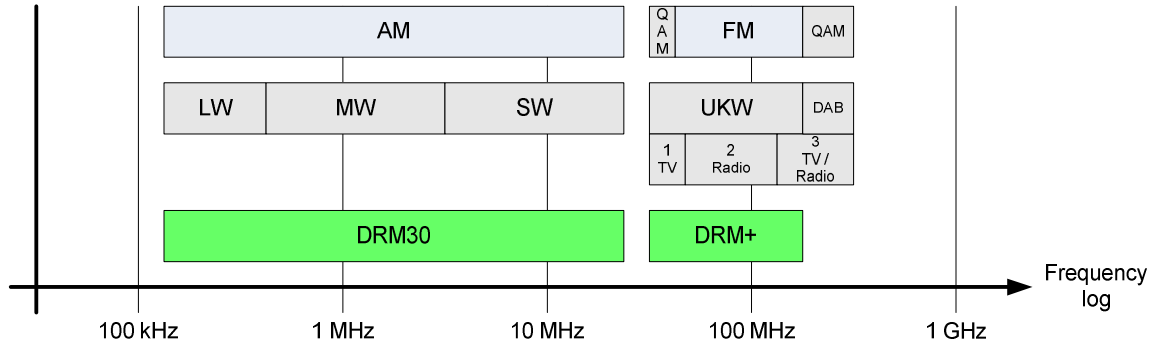 AM
Q
A
M
FM
QAM
LW
MW
SW
UKW
DAB
1
TV
2
Radio
3
TV /
Radio
DRM30
DRM+
Frequency
log
100 kHz
1 MHz
10 MHz
100 MHz
1 GHz